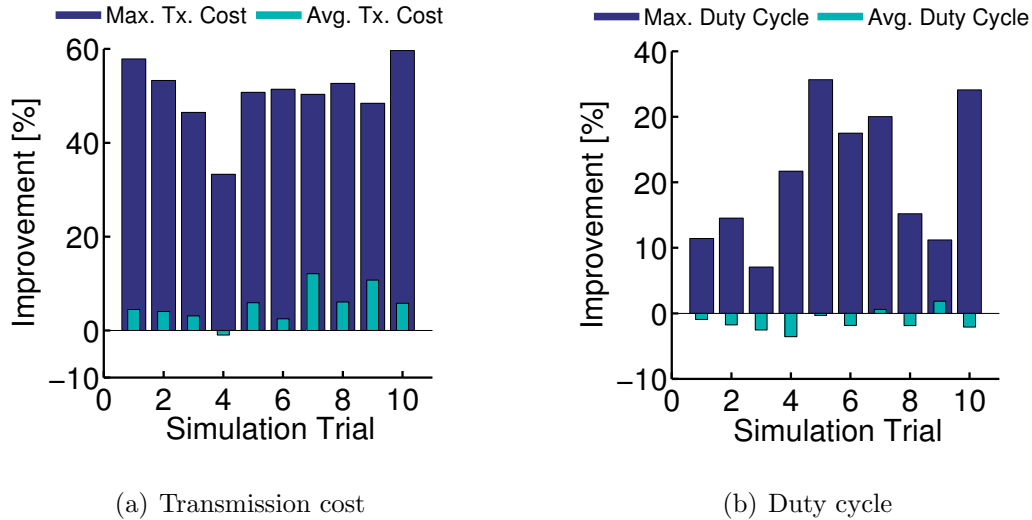 Max. Tx. Cost Avg. Tx. Cost
Improvement [%]
60
40
20
0
−10
0 2 4 6 8 10
Simulation Trial
(a) Transmission cost
Max. Duty Cycle Avg. Duty Cycle
Improvement [%]
40
20
20
10
0
−10
0 2 4 6 8 10
Simulation Trial
(b) Duty cycle